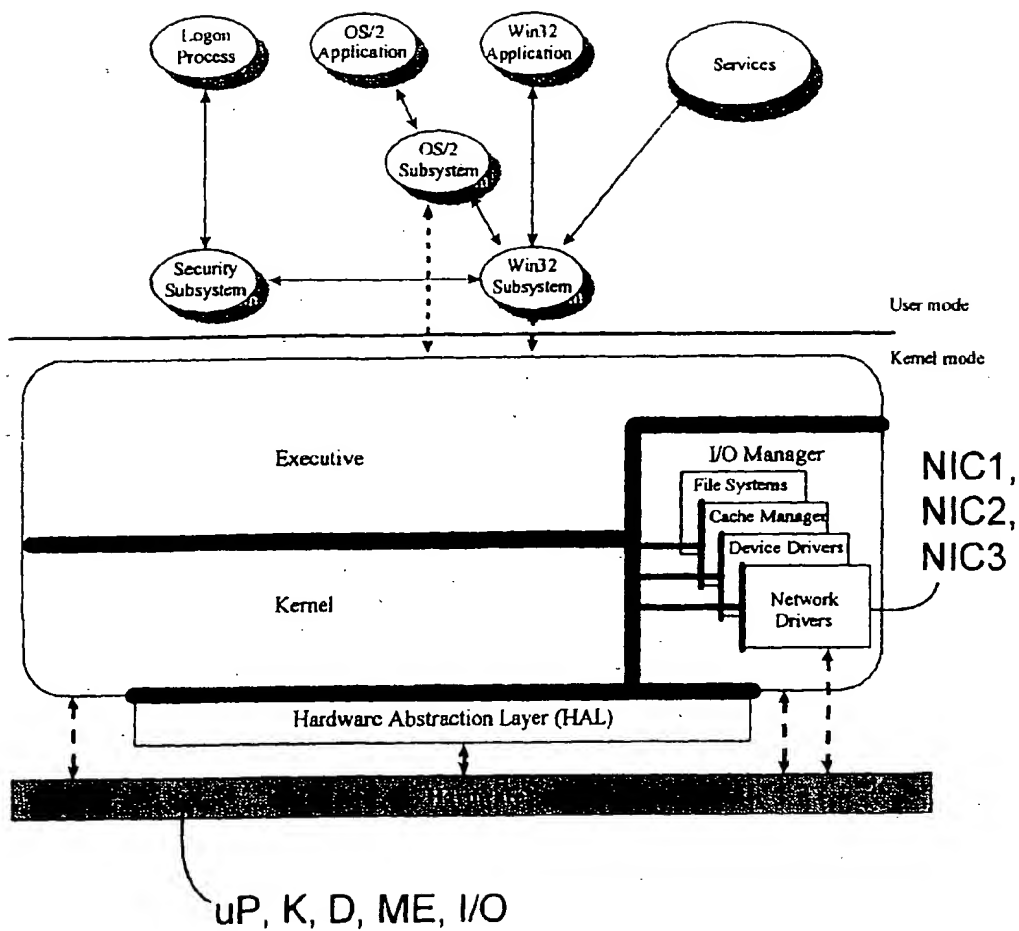 Logon
Process
OS/2
Application
Win32
Application
Services
OS/2
Subsystem
Security
Subsystem
Win32
Subsystem
User mode
Kernel mode
Executive
I/O Manager
File Systems
Cache Manager
Device Drivers
Network
Drivers
NIC1,
NIC2,
NIC3
Kernel
Hardware Abstraction Layer (HAL)
uP, K, D, ME, I/O